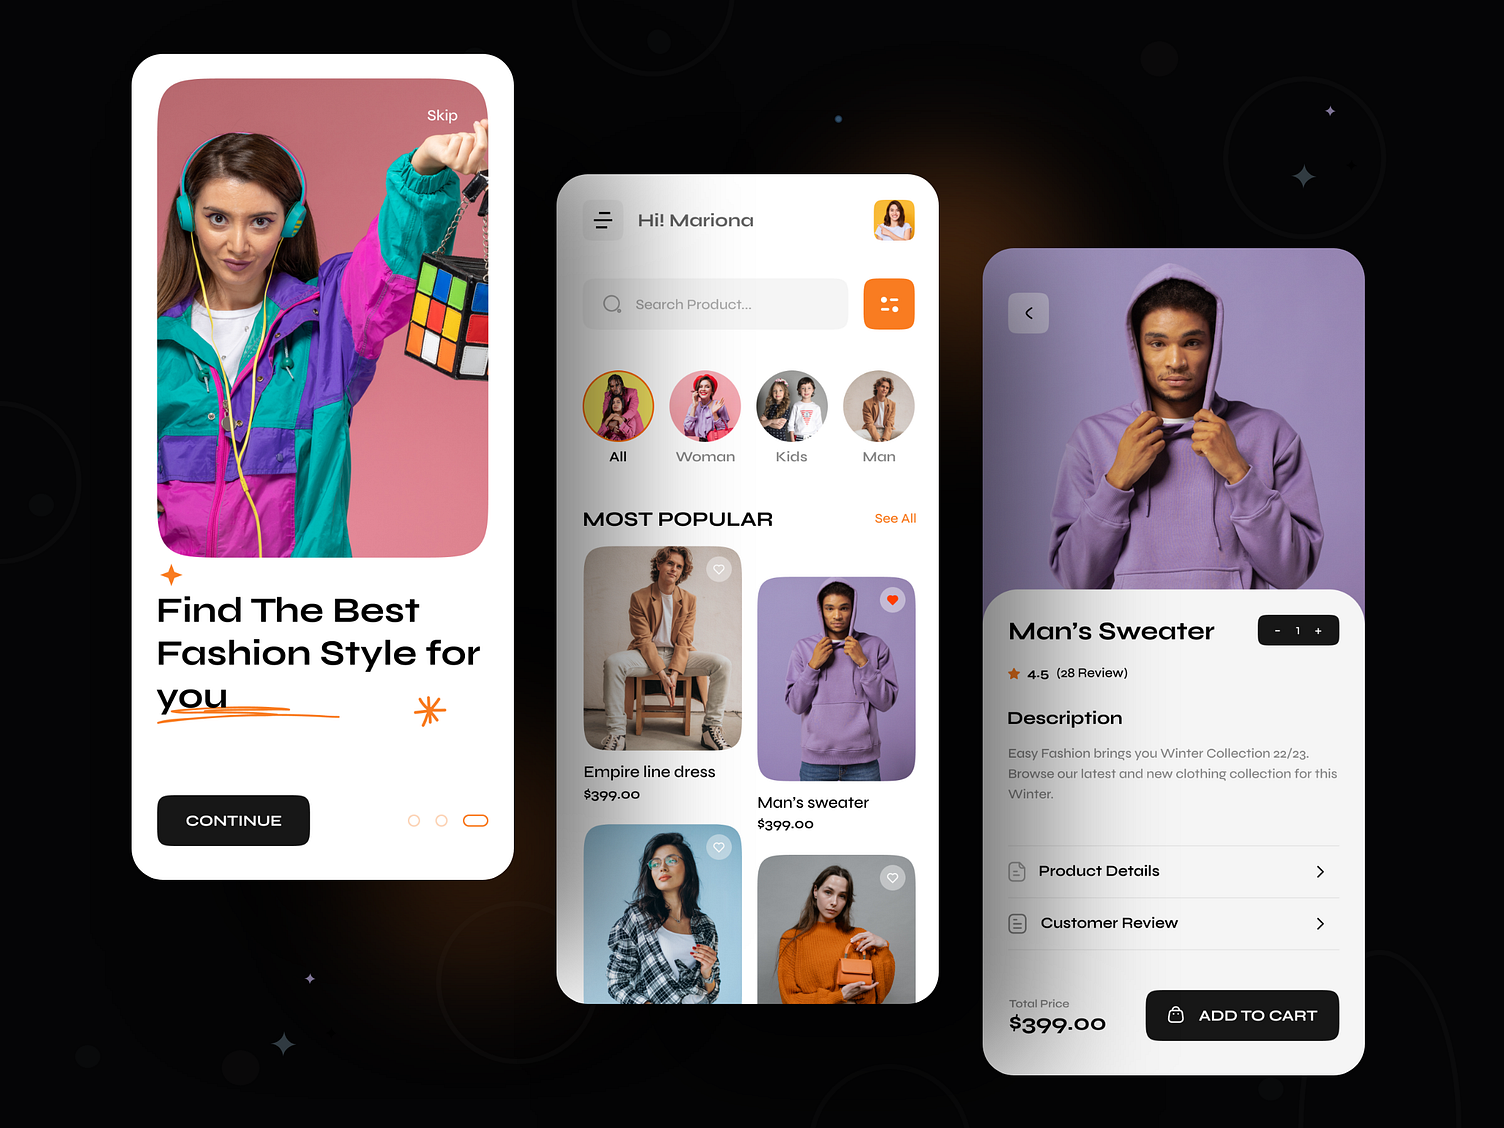 Skip
Find The Best
Fashion Style for
you
CONTINUE
Hi! Mariona
Search Product...
All
Woman
Kids
Man
MOST POPULAR
See All
Empire line dress
$399.00
Man's sweater
$399.00
Man's Sweater
- 1 +
4.5 (28 Review)
Description
Easy Fashion brings you Winter Collection 22/23.
Browse our latest and new clothing collection for this
Winter.
Product Details
Customer Review
Total Price
$399.00
ADD TO CART